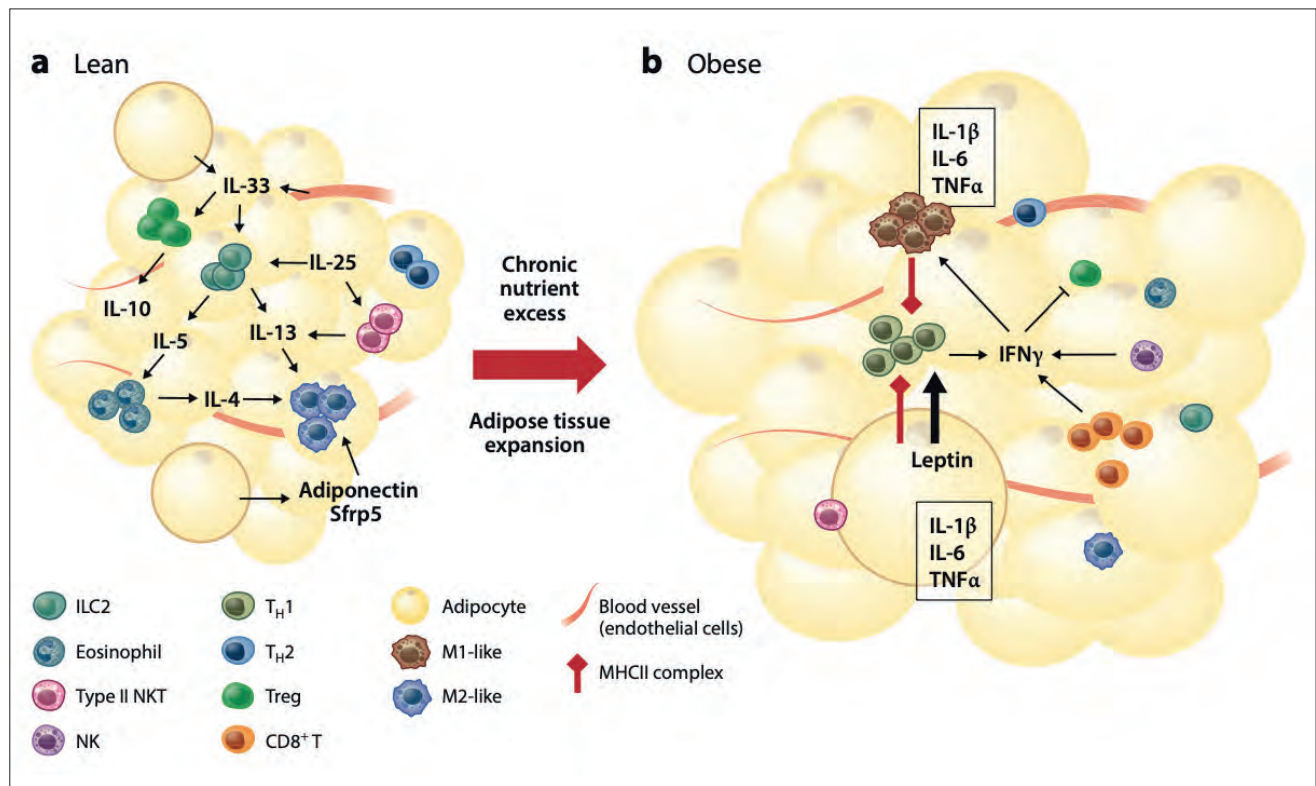 a Lean
IL-33
IL-25
IL-10
IL-5
IL-13
IL-4
Adiponectin
Sfrp5
Chronic
nutrient
excess
Adipose tissue
expansion
b Obese
IL-1β
IL-6
TNFα
IFNγ
Leptin
IL-1β
IL-6
TNFα
ILC2
Eosinophil
Type II NKT
NK
TH1
TH2
Treg
CD8+ T
Adipocyte
M1-like
M2-like
Blood vessel
(endothelial cells)
MHCII complex